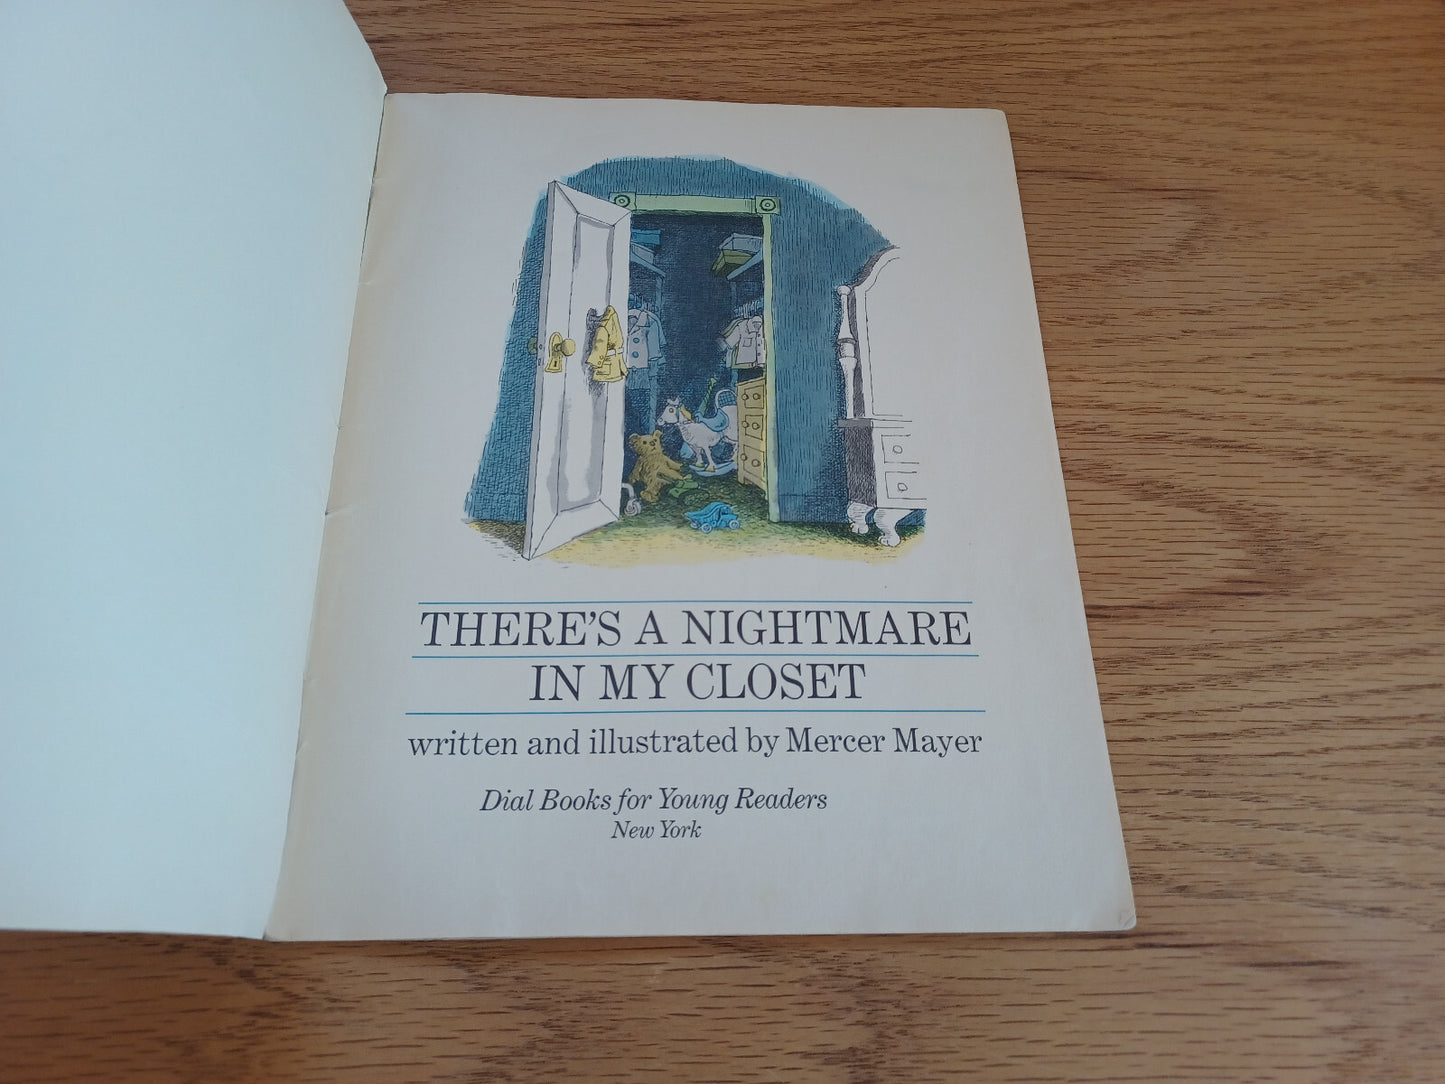 THERE'S A NIGHTMARE
IN MY CLOSET
written and illustrated by Mercer Mayer
Dial Books for Young Readers
New York